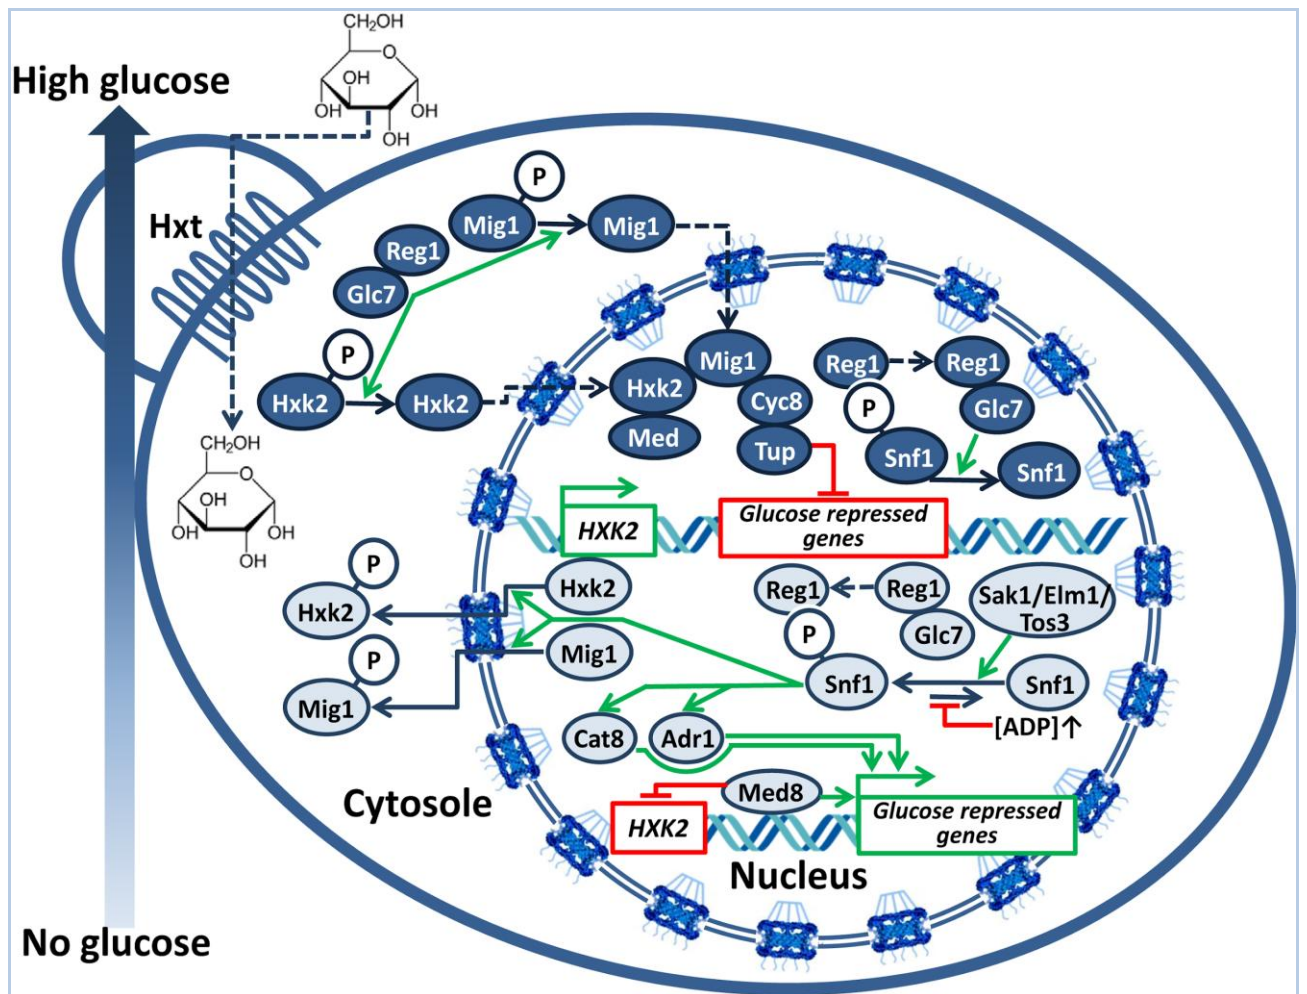 CH₂OH
O
High glucose
OH
OH
OH
OH
P
Hxt
Mig1
Mig1
Reg1
Glc7
P
Mig1
Reg1
Reg1
Hxk2
Hxk2
Hxk2
Cyc8
P
Glc7
Med
Tup
Snf1
Snf1
CH₂OH
O
OH
OH
OH
OH
HXK2
Glucose repressed
genes
P
Hxk2
Hxk2
Reg1
Reg1
Sak1/Elm1/
Tos3
P
Glc7
P
Mig1
Mig1
Snf1
Snf1
[ADP]↑
Cat8
Adr1
Cytosole
Med8
HXK2
Glucose repressed
genes
Nucleus
No glucose